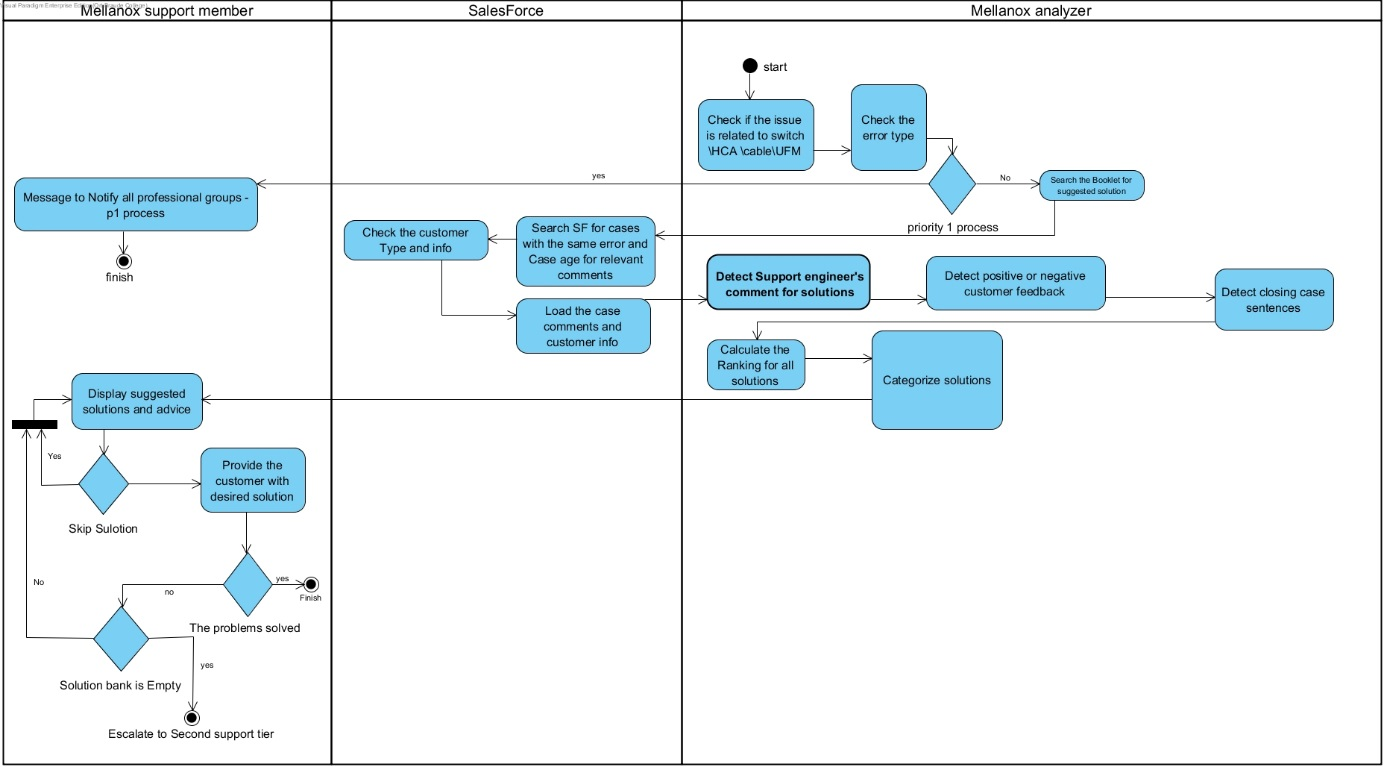 Mellanox support member
SalesForce
Mellanox analyzer
start
Check if the issue
is related to switch
\HCA \cable\UFM
Check the
error type
yes
No
Search the Booklet for
suggested solution
priority 1 process
Message to Notify all professional groups -
p1 process
finish
Check the customer
Type and info
Search SF for cases
with the same error and
Case age for relevant
comments
Load the case
comments and
customer info
Detect Support engineer's
comment for solutions
Detect positive or negative
customer feedback
Detect closing case
sentences
Calculate the
Ranking for all
solutions
Categorize solutions
Display suggested
solutions and advice
Yes
Skip Sulotion
Provide the
customer with
desired solution
No
no
yes
Finish
The problems solved
Solution bank is Empty
yes
Escalate to Second support tier